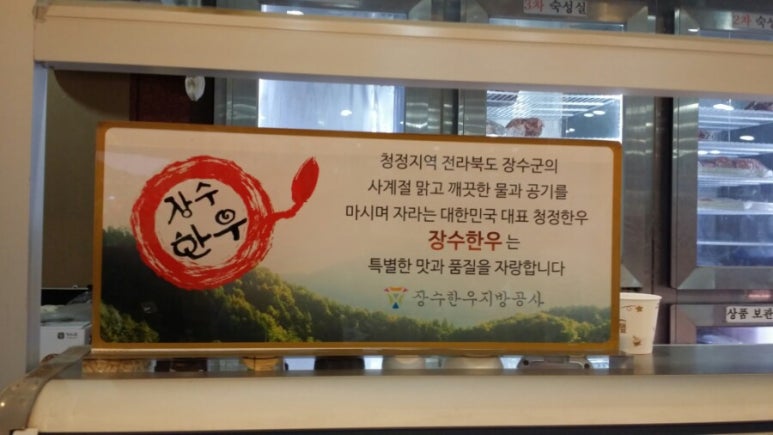 3차 숙성실
2차 숙성
장수
한우
청정지역 전라북도 장수군의
사계절 맑고 깨끗한 물과 공기를
마시며 자라는 대한민국 대표 청정한우
장수한우는
특별한 맛과 품질을 자랑합니다
장수한우지방공사
상품 보관